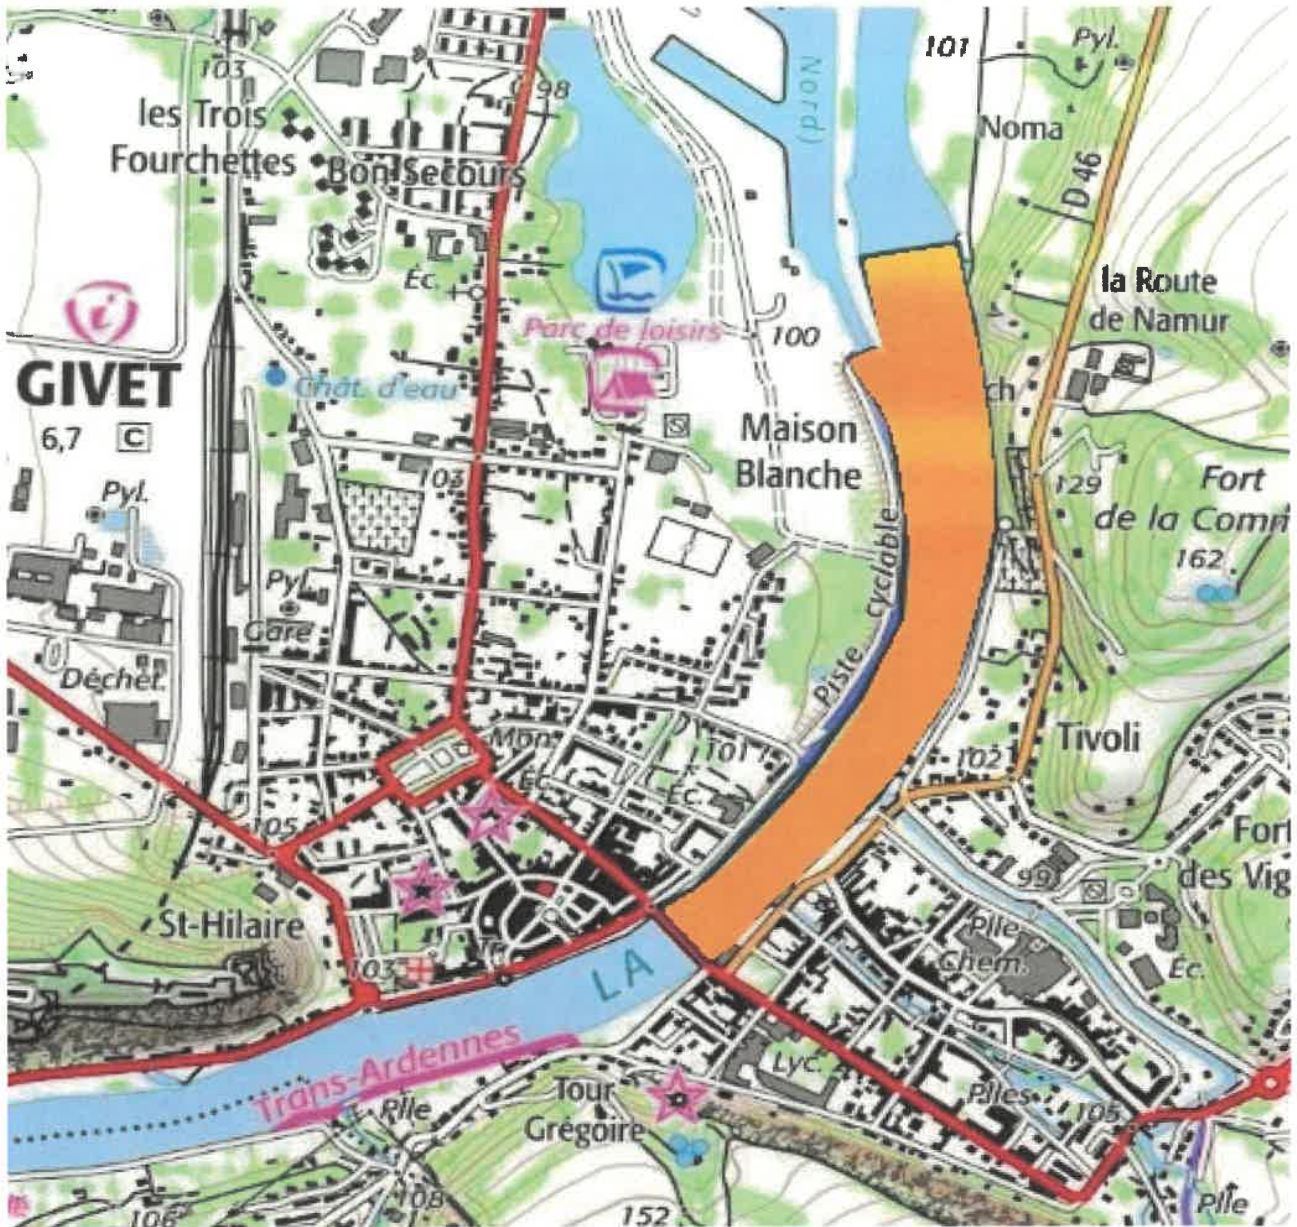 103
101
Pyl.
98
les Trois
Fourchettes
Bon Secours
Nord)
Noma
D 46
Éc.
i
GIVET
6,7 C
Parc de loisirs
100
la Route
de Namur
Chât. d'eau
ch
Maison
Blanche
103
Pyl.
129
Fort
de la Com
162
Piste cyclable
Pyl.
Gare
Déchet.
Mon.
101
Tivoli
102
Éc.
Éc.
105
Fort
des Vig
99
St-Hilaire
Plle
Chem.
Éc.
103
LA
Trans-Ardennes
Plle
Tour
Grégoire
Lyc.
Plles
105
108
106
152
Plle